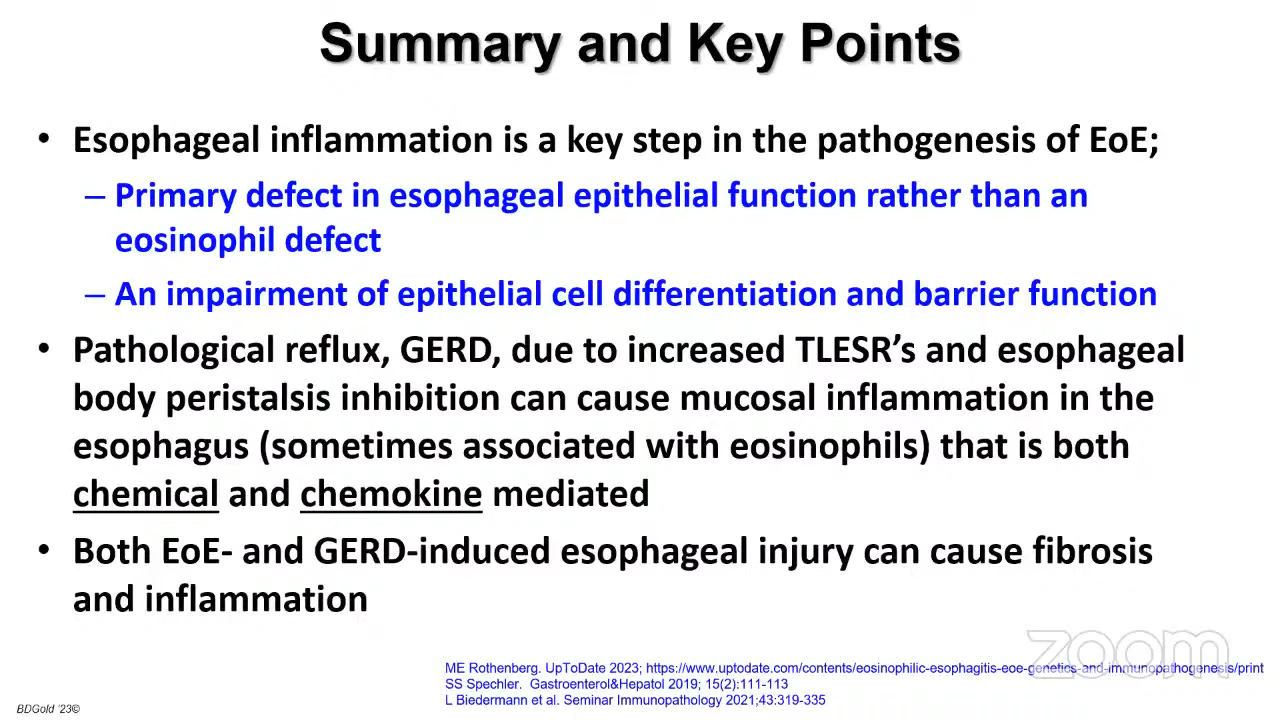 Summary and Key Points
• Esophageal inflammation is a key step in the pathogenesis of EoE;
– Primary defect in esophageal epithelial function rather than an
eosinophil defect
– An impairment of epithelial cell differentiation and barrier function
• Pathological reflux, GERD, due to increased TLESR’s and esophageal
body peristalsis inhibition can cause mucosal inflammation in the
esophagus (sometimes associated with eosinophils) that is both
chemical and chemokine mediated
• Both EoE- and GERD-induced esophageal injury can cause fibrosis
and inflammation
zoom
ME Rothenberg. UpToDate 2023; https://www.uptodate.com/contents/eosinophilic-esophagitis-eoe-genetics-and-immunopathogenesis/print
SS Spechler. Gastroenterol&Hepatol 2019; 15(2):111-113
L Biedermann et al. Seminar Immunopathology 2021;43:319-335
BDGold ’23©